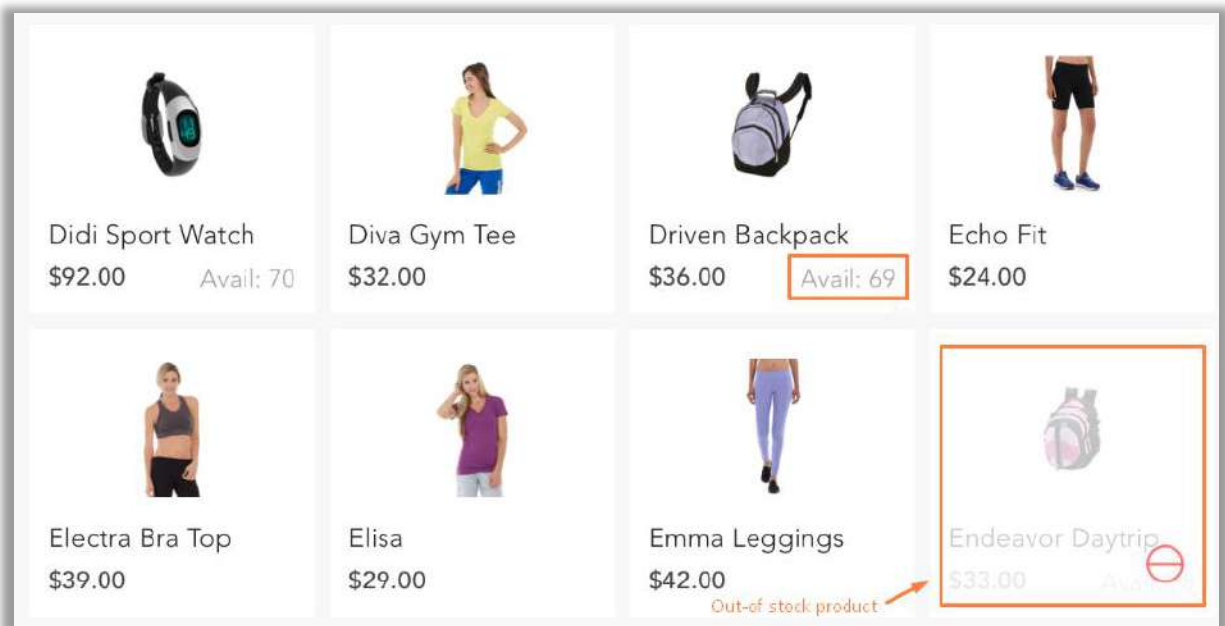 Didi Sport Watch
$92.00 Avail: 70
Diva Gym Tee
$32.00
Driven Backpack
$36.00 Avail: 69
Echo Fit
$24.00
Electra Bra Top
$39.00
Elisa
$29.00
Emma Leggings
$42.00
Endeavor Daytrip
$33.00
Out-of stock product